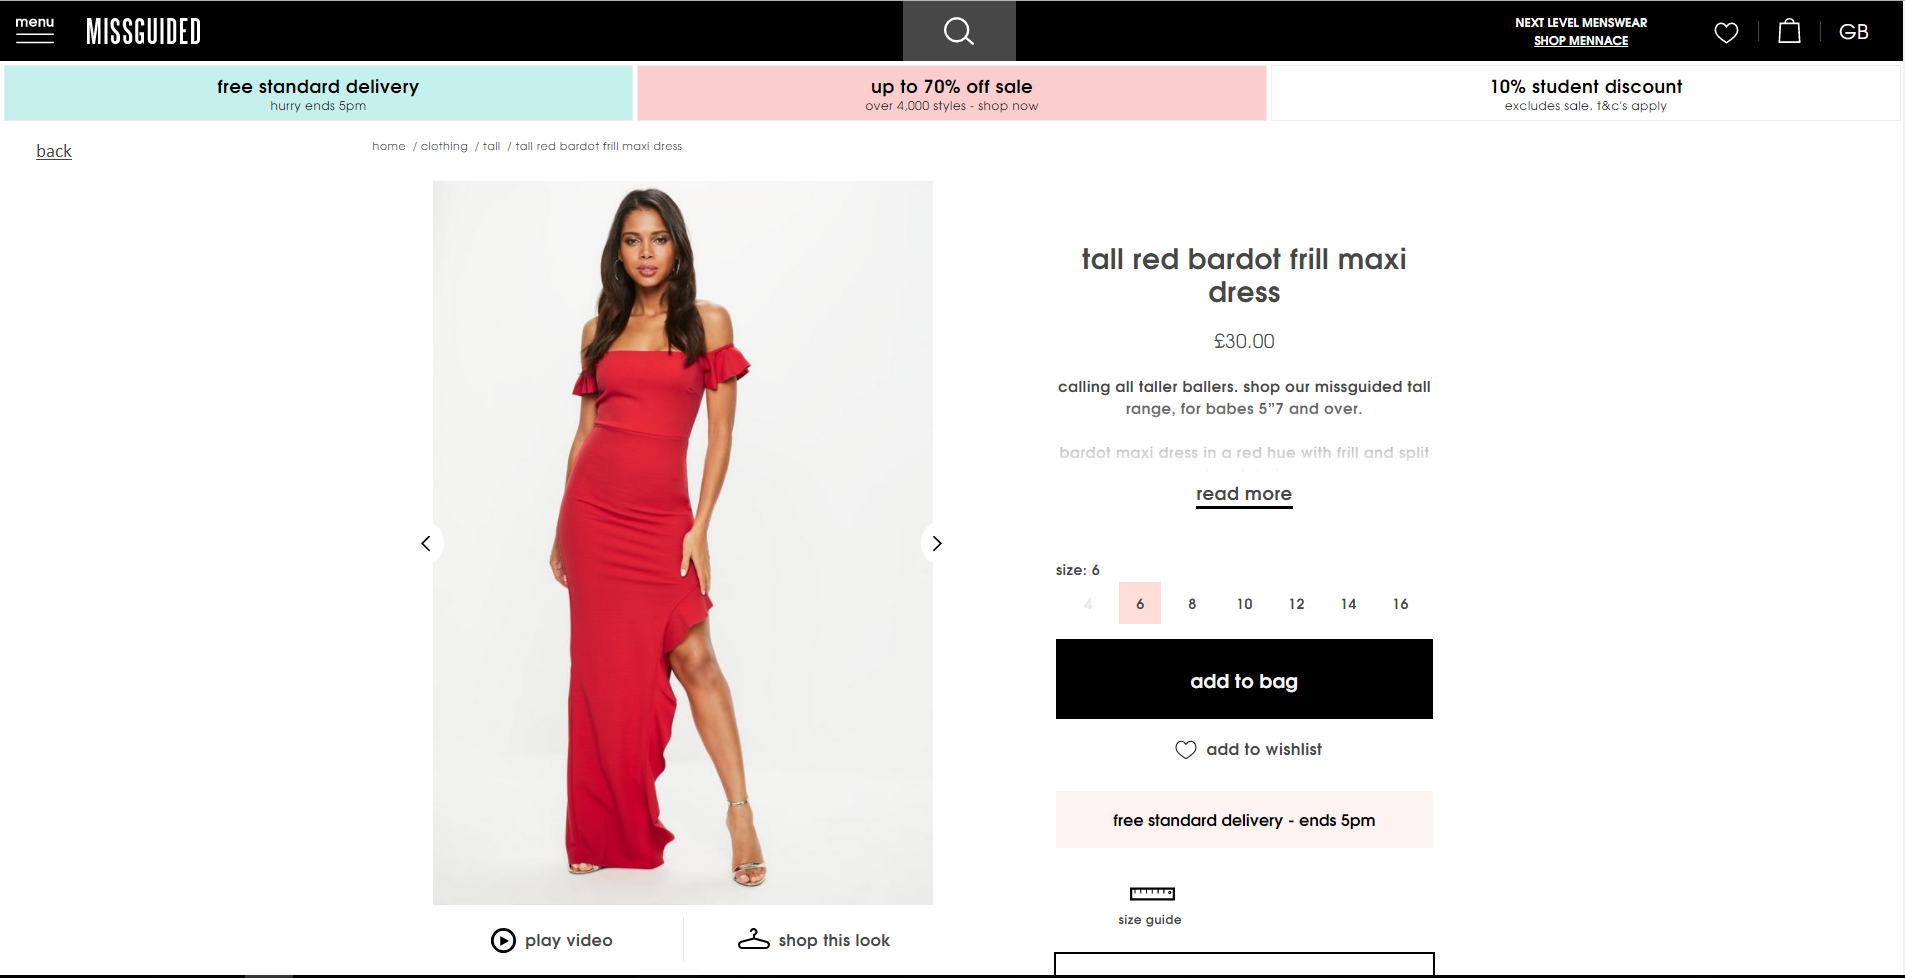 menu
MISSGUIDED
NEXT LEVEL MENSWEAR
SHOP MENNACE
GB
free standard delivery
hurry ends 5pm
up to 70% off sale
over 4,000 styles - shop now
10% student discount
excludes sale. t&c's apply
back
home / clothing / tall / tall red bardot frill maxi dress
tall red bardot frill maxi
dress
£30.00
calling all taller ballers. shop our missguided tall
range, for babes 5”7 and over.
bardot maxi dress in a red hue with frill and split
read more
size: 6
4 6 8 10 12 14 16
add to bag
add to wishlist
free standard delivery - ends 5pm
size guide
play video
shop this look